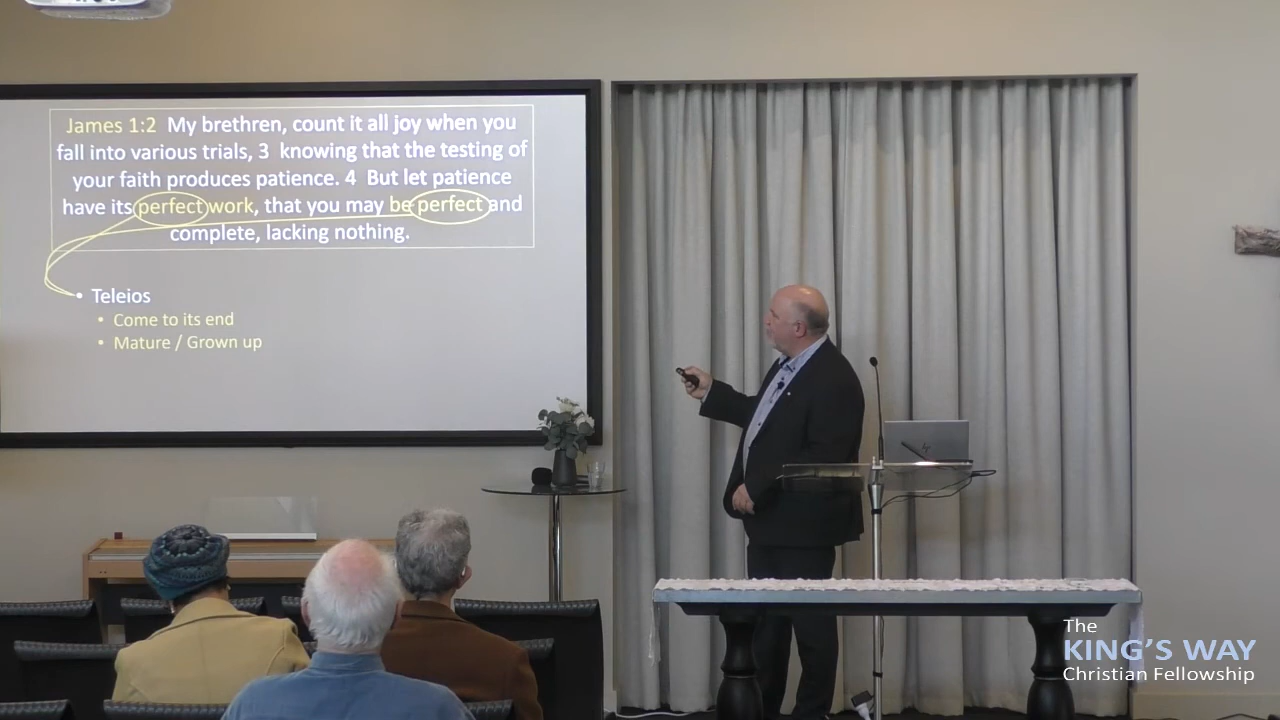 James 1:2 My brethren, count it all joy when you
fall into various trials, 3 knowing that the testing of
your faith produces patience. 4 But let patience
have its perfect work, that you may be perfect and
complete, lacking nothing.
• Teleios
• Come to its end
• Mature / Grown up
The
KING'S WAY
Christian Fellowship